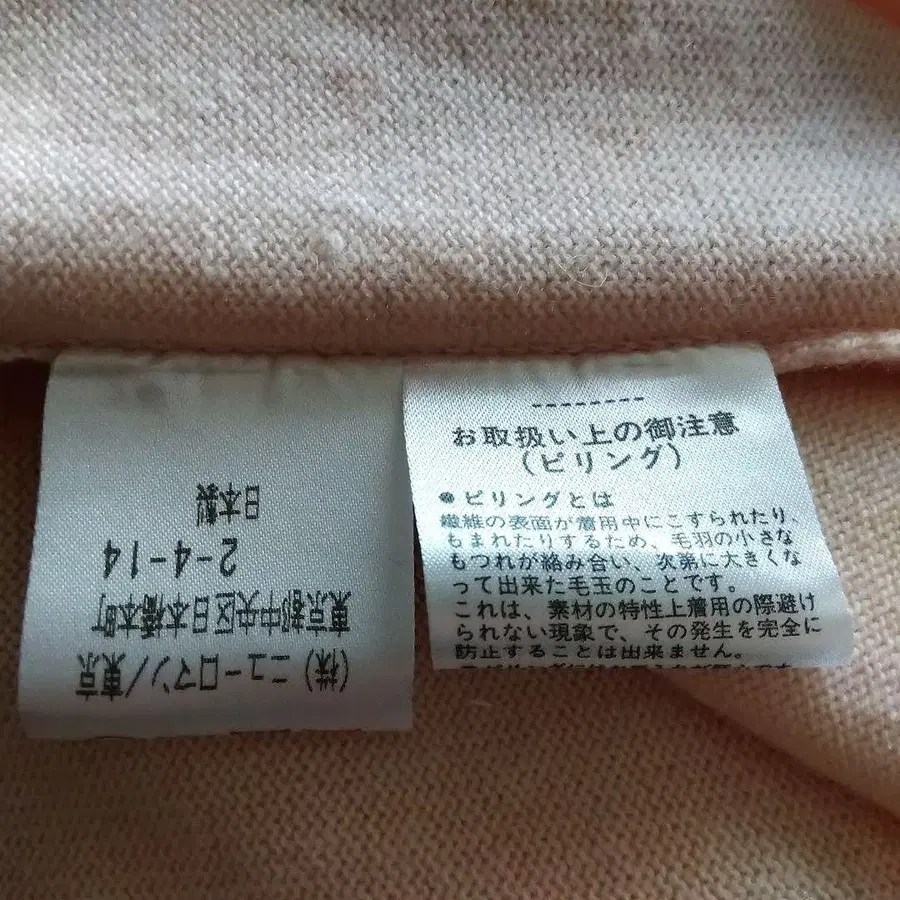 (株)ニューロマン/東京
東京都中央区日本橋本町
2-4-14
日本製
--------
お取扱い上の御注意
(ピリング)
●ピリングとは
繊維の表面が着用中にこすられたり、
もまれたりするため、毛羽の小さな
もつれが絡み合い、次第に大きくな
って出来た毛玉のことです。
これは、素材の特性上着用の際避け
られない現象で、その発生を完全に
防止することは出来ません。